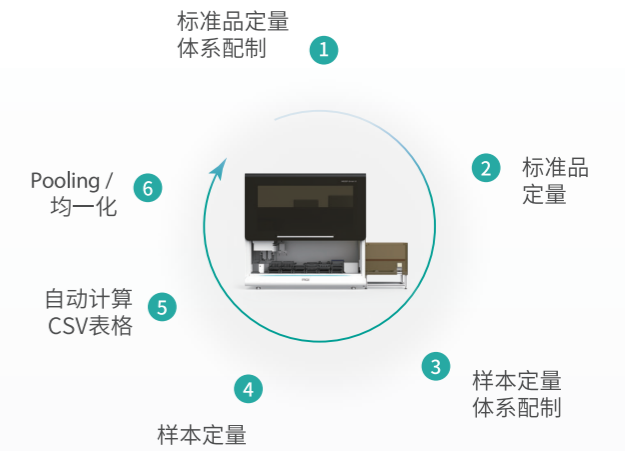 标准品定量
体系配制
1
2
标准品
定量
3
样本定量
体系配制
4
样本定量
5
自动计算
CSV表格
6
Pooling /
均一化